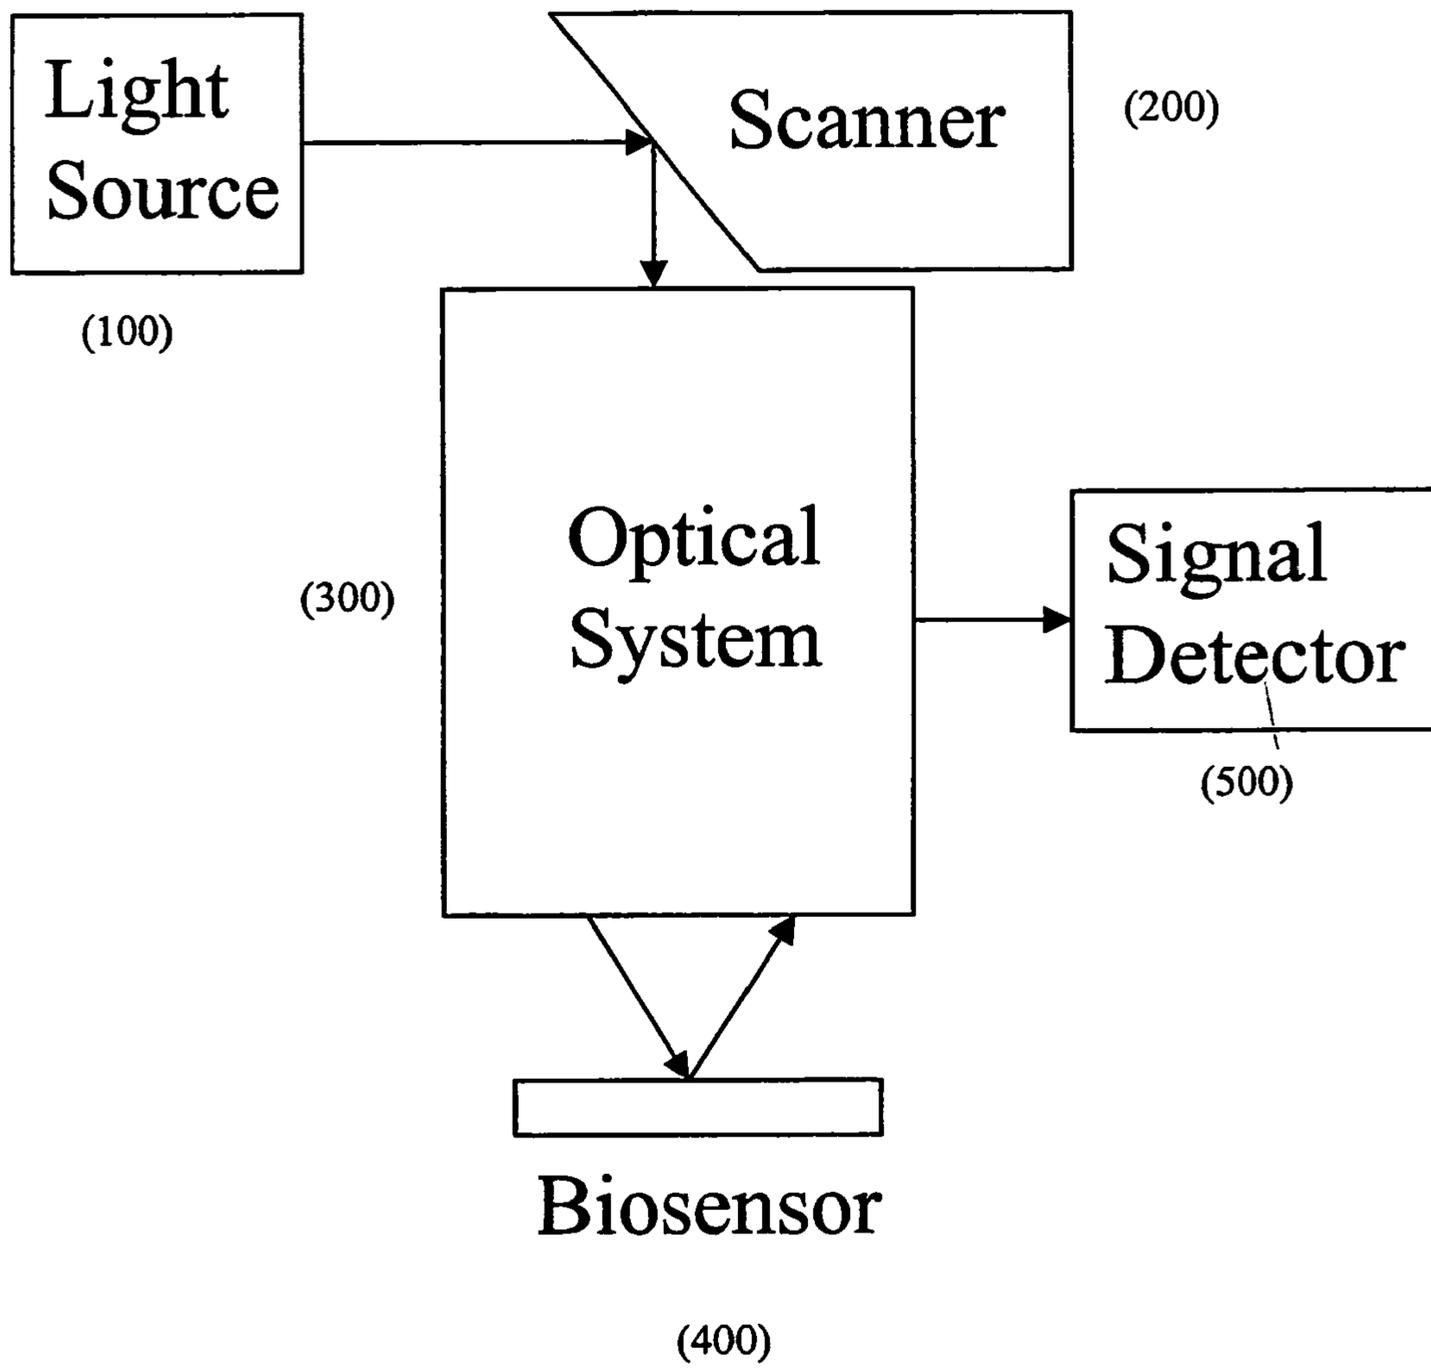 Light
Source
(100)
Scanner
(200)
Optical
System
(300)
Signal
Detector
(500)
Biosensor
(400)